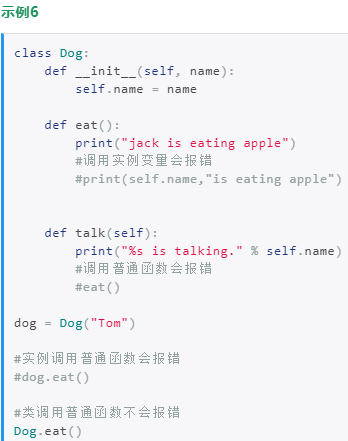 示例6
class Dog:
    def __init__(self, name):
        self.name = name
    def eat():
        print("jack is eating apple")
        #调用实例变量会报错
        #print(self.name,"is eating apple")
    def talk(self):
        print("%s is talking." % self.name)
        #调用普通函数会报错
        #eat()
dog = Dog("Tom")
#实例调用普通函数会报错
#dog.eat()
#类调用普通函数不会报错
Dog.eat()